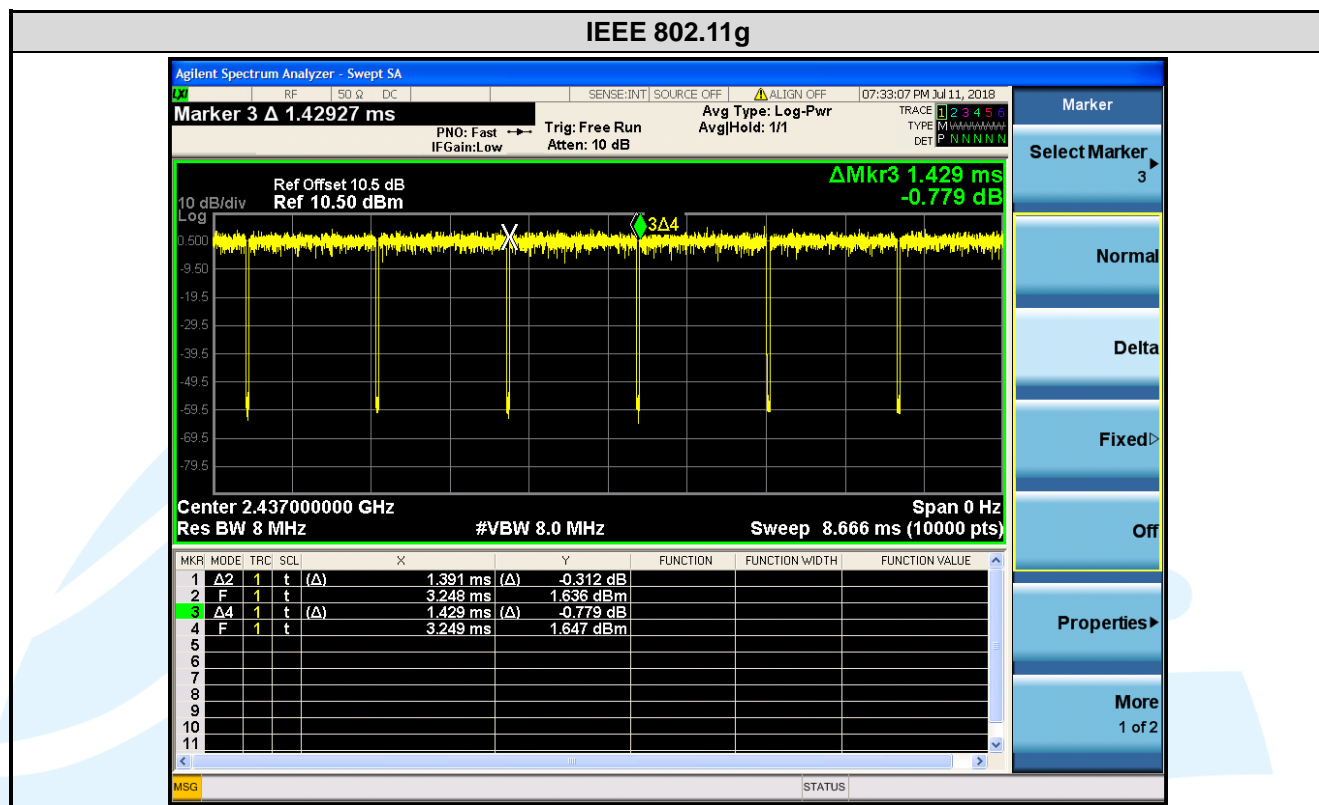 IEEE 802.11g
Agilent Spectrum Analyzer - Swept SA
LXI RF 50 Ω DC SENSE:INT SOURCE OFF ALIGN OFF 07:33:07 PM Jul 11, 2018
Marker 3 Δ 1.42927 ms
PNO: Fast
IFGain:Low
Trig: Free Run
Atten: 10 dB
Avg Type: Log-Pwr
Avg|Hold: 1/1
TRACE 1 2 3 4 5 6
TYPE M WWWWW
DET P N N N N N
ΔMkr3 1.429 ms
-0.779 dB
Ref Offset 10.5 dB
10 dB/div Ref 10.50 dBm
Log
3Δ4
0.500
-9.50
-19.5
-29.5
-39.5
-49.5
-59.5
-69.5
-79.5
Center 2.437000000 GHz Span 0 Hz
Res BW 8 MHz #VBW 8.0 MHz Sweep 8.666 ms (10000 pts)
MKR MODE TRC SCL X Y FUNCTION FUNCTION WIDTH FUNCTION VALUE
1 Δ2 1 t (Δ) 1.391 ms (Δ) -0.312 dB
2 F 1 t 3.248 ms 1.636 dBm
3 Δ4 1 t (Δ) 1.429 ms (Δ) -0.779 dB
4 F 1 t 3.249 ms 1.647 dBm
5
6
7
8
9
10
11
MSG STATUS
Marker
Select Marker
3
Normal
Delta
Fixed
Off
Properties
More
1 of 2